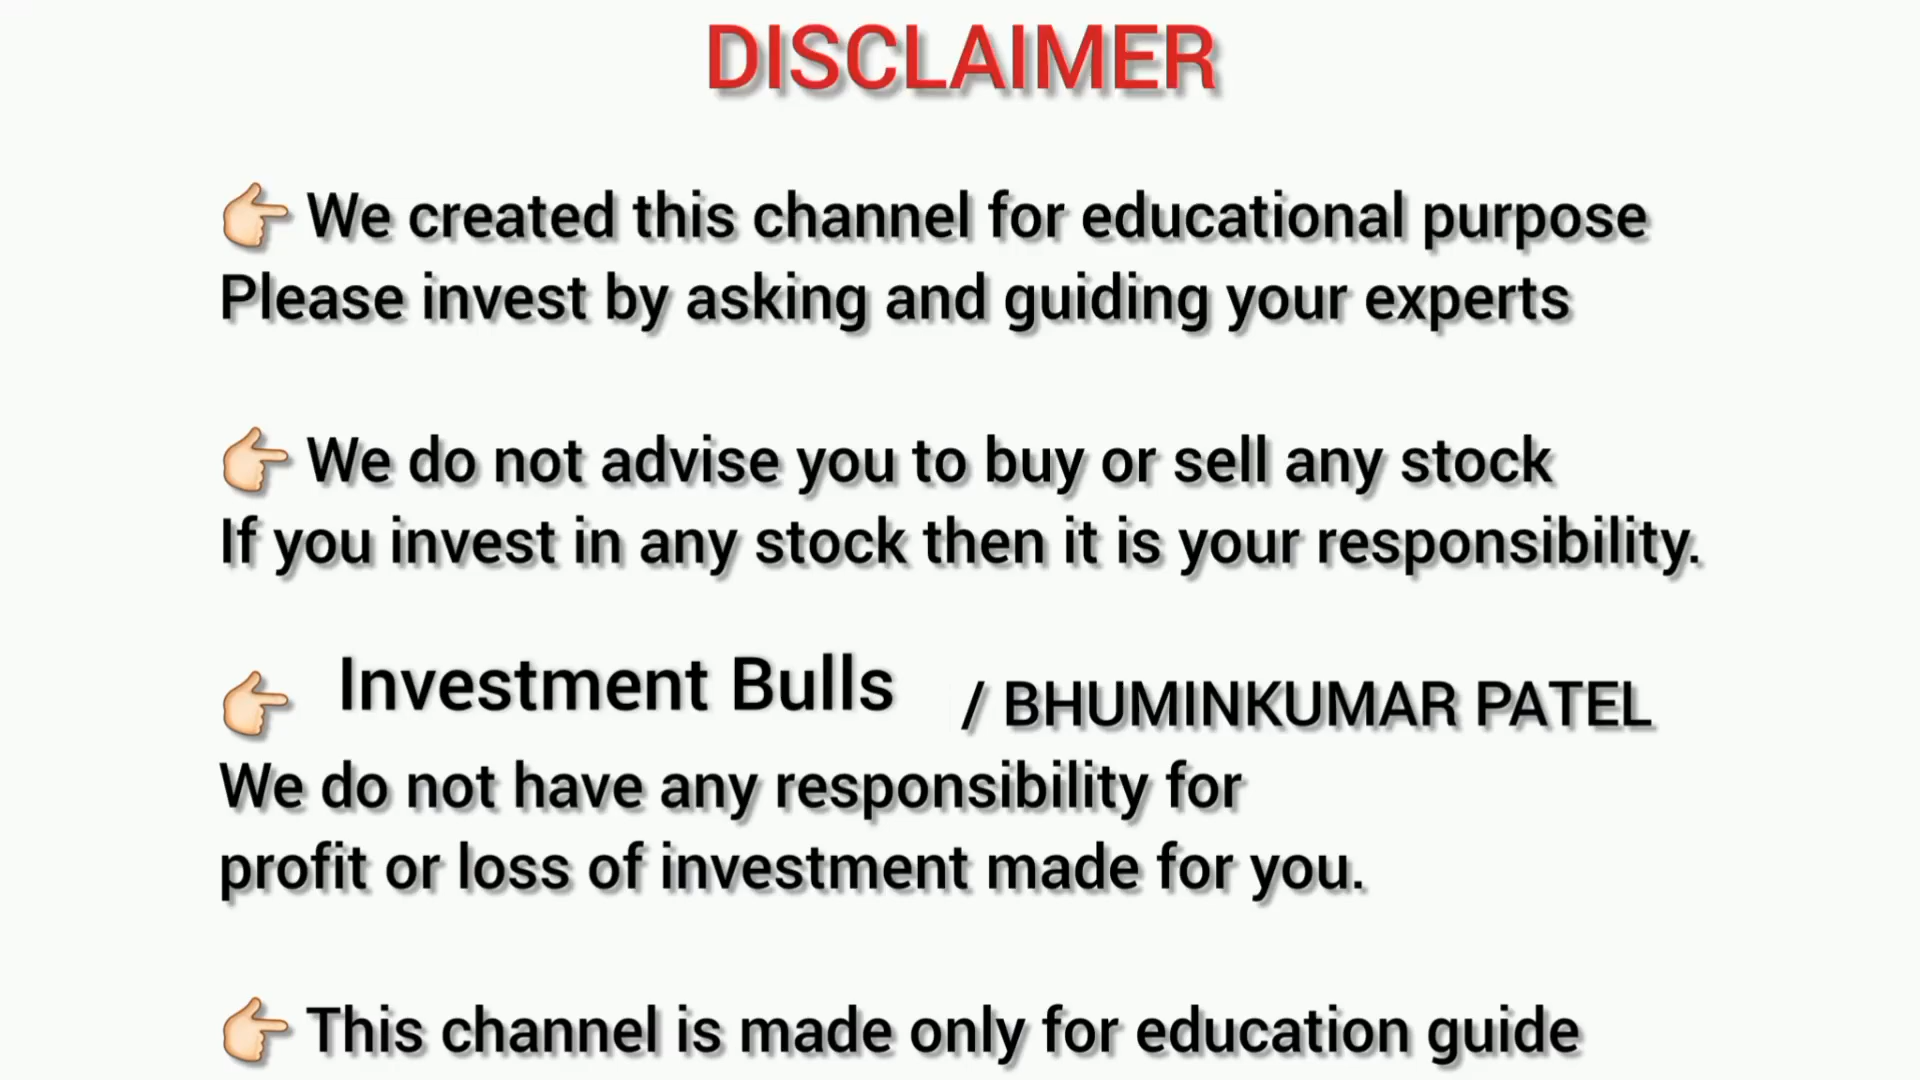 DISCLAIMER
👉🏻 We created this channel for educational purpose
Please invest by asking and guiding your experts
👉🏻 We do not advise you to buy or sell any stock
If you invest in any stock then it is your responsibility.
👉🏻 Investment Bulls / BHUMINKUMAR PATEL
We do not have any responsibility for
profit or loss of investment made for you.
👉🏻 This channel is made only for education guide